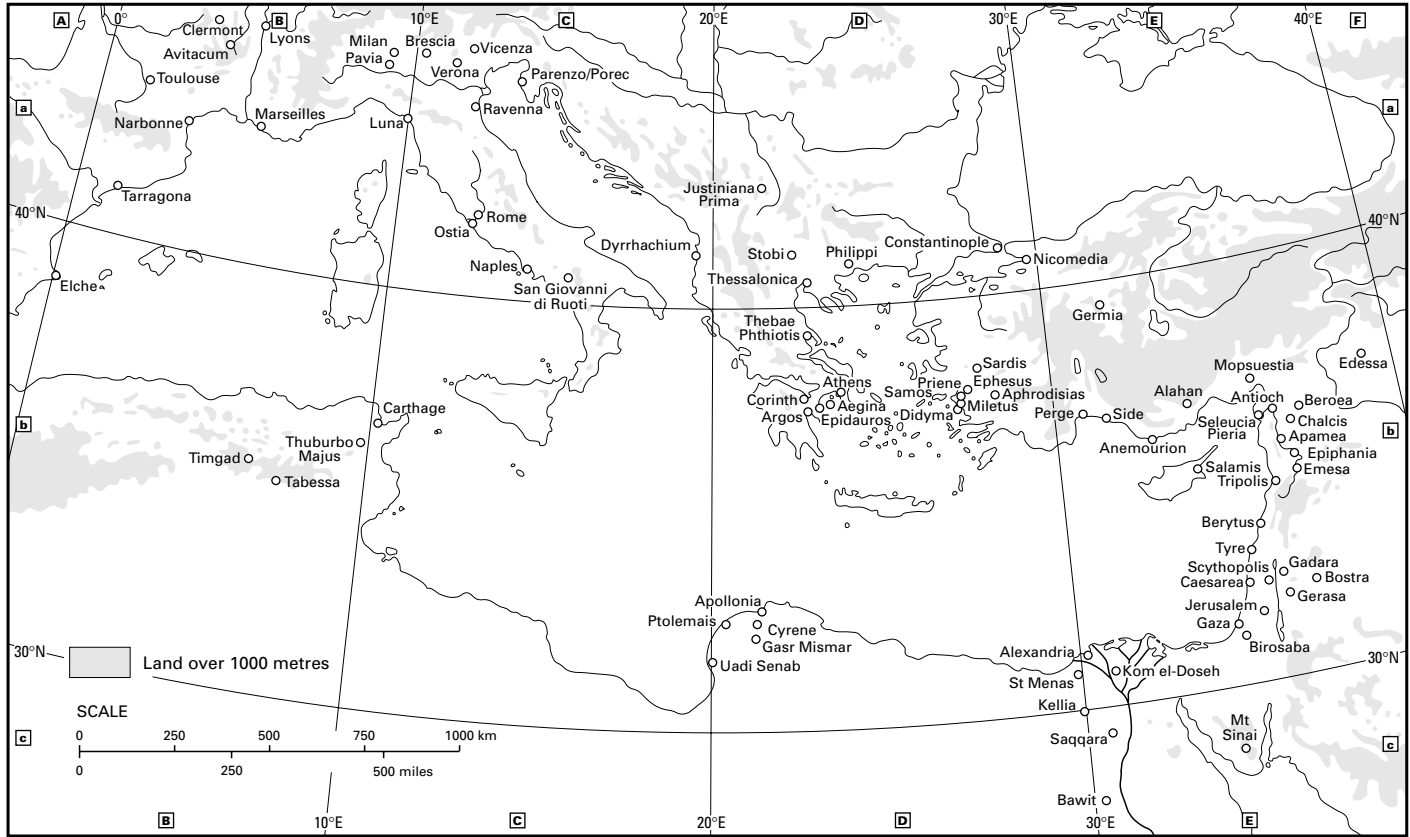 A
0°
B
10°E
C
20°E
D
30°E
E
40°E
F
Clermont
Lyons
Avitacum
Toulouse
Milan
Pavia
Brescia
Verona
Vicenza
Parenzo/Porec
a
a
Narbonne
Marseilles
Luna
Ravenna
Tarragona
Justiniana
Prima
40°N
40°N
Rome
Ostia
Dyrrhachium
Stobi
Philippi
Constantinople
Nicomedia
Elche
Naples
San Giovanni
di Ruoti
Thessalonica
Germia
Thebae
Phthiotis
Edessa
Sardis
Mopsuestia
Athens
Priene
Ephesus
Corinth
Samos
Aphrodisias
Alahan
Antioch
Beroea
Carthage
Aegina
Miletus
Argos
Epidauros
Didyma
Perge
Side
Seleucia
Pieria
Chalcis
b
b
Apamea
Thuburbo
Majus
Anemourion
Epiphania
Timgad
Emesa
Salamis
Tabessa
Tripolis
Berytus
Tyre
Scythopolis
Gadara
Caesarea
Bostra
Gerasa
Apollonia
Jerusalem
Ptolemais
Cyrene
Gaza
Gasr Mismar
Birosaba
30°N
Land over 1000 metres
Uadi Senab
Alexandria
Kom el-Doseh
30°N
St Menas
Kellia
SCALE
0 250 500 750 1000 km
0 250 500 miles
Mt
Sinai
Saqqara
c
c
Bawit
B
10°E
C
20°E
D
30°E
E